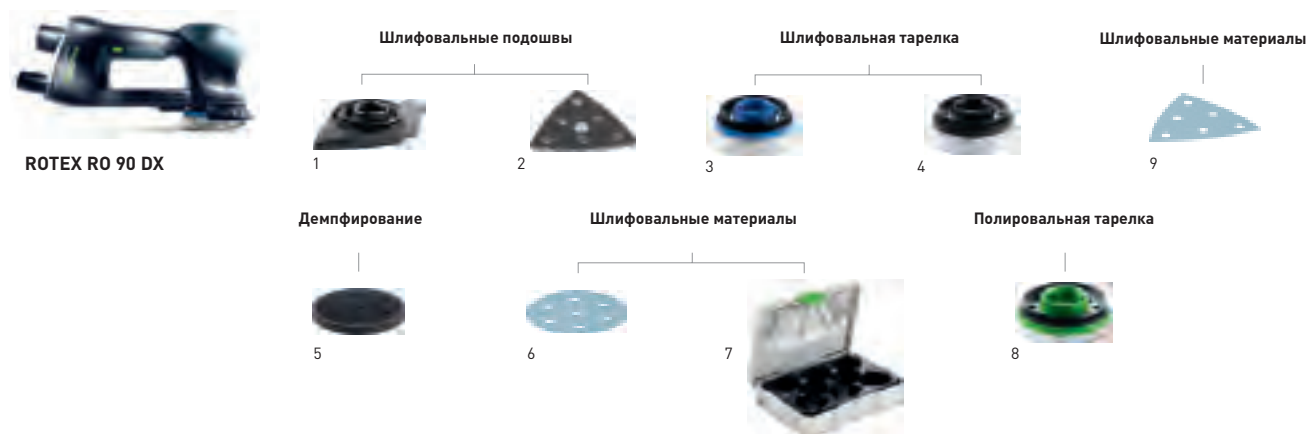 Шлифовальные подошвы
Шлифовальная тарелка
Шлифовальные материалы
1
2
3
4
9
ROTEX RO 90 DX
Демпфирование
Шлифовальные материалы
Полировальная тарелка
5
6
7
8